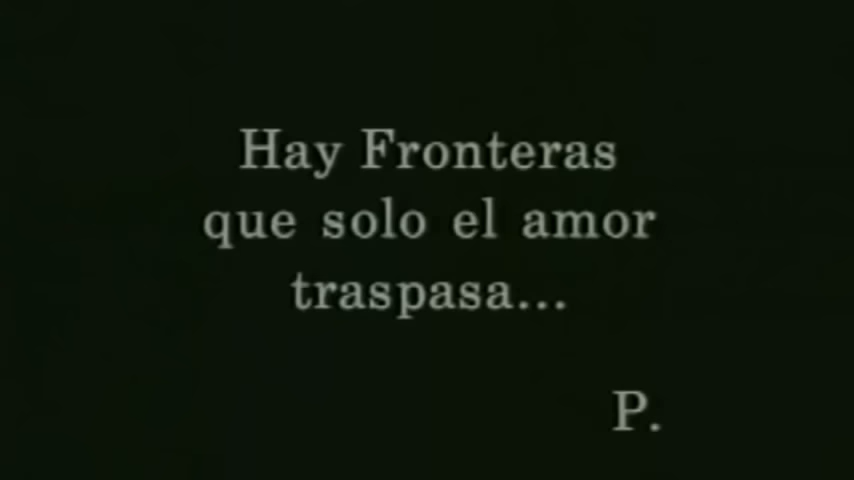 Hay Fronteras
que solo el amor
traspasa...
P.